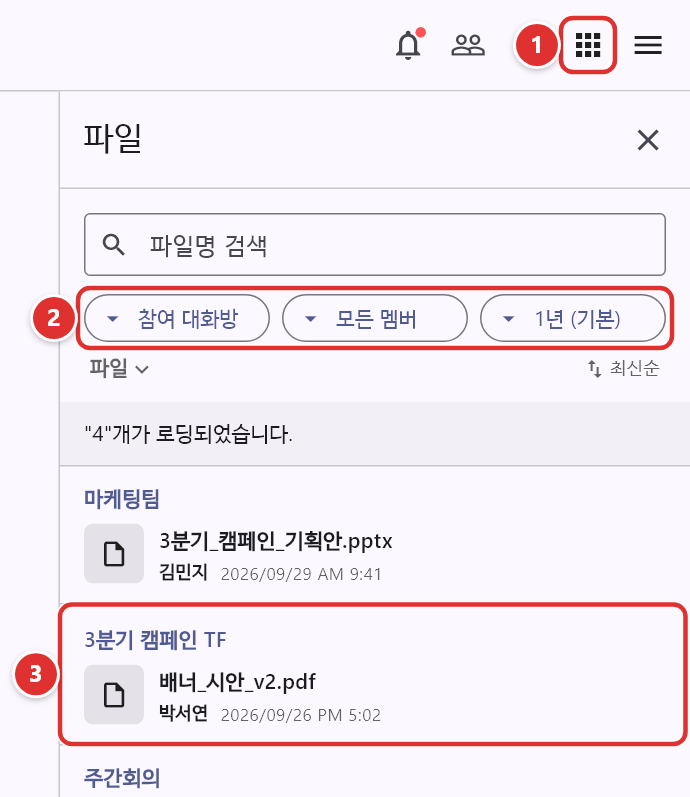 1
파일
파일명 검색
2
참여 대화방 모든 멤버 1년 (기본)
파일 최신순
"4"개가 로딩되었습니다.
마케팅팀
3분기_캠페인_기획안.pptx
김민지 2026/09/29 AM 9:41
3분기 캠페인 TF
3
배너_시안_v2.pdf
박서연 2026/09/26 PM 5:02
주간회의